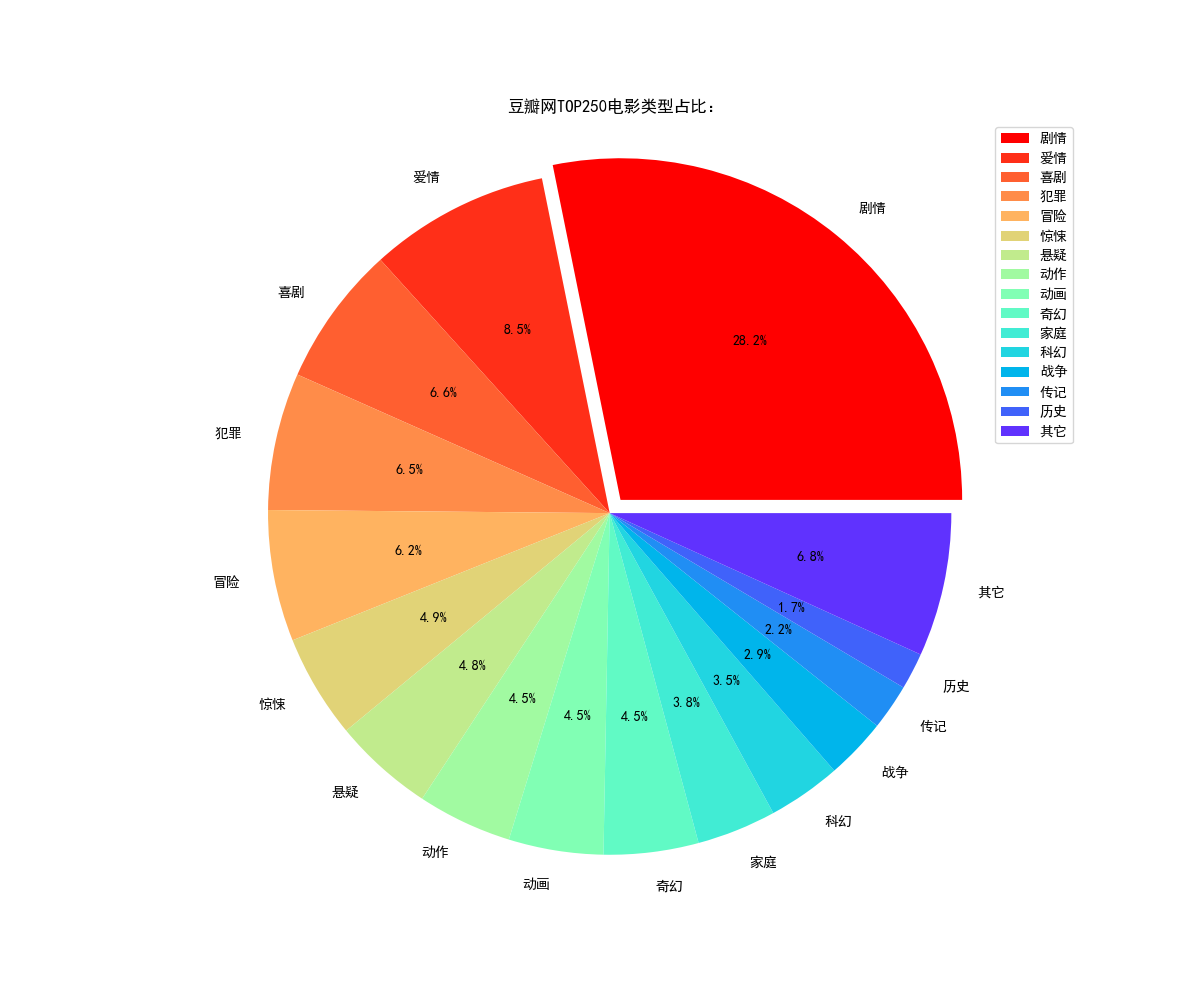 豆瓣网TOP250电影类型占比：
剧情
爱情
喜剧
犯罪
冒险
惊悚
悬疑
动作
动画
奇幻
家庭
科幻
战争
传记
历史
其它
剧情
28.2%
爱情
8.5%
喜剧
6.6%
犯罪
6.5%
冒险
6.2%
惊悚
4.9%
悬疑
4.8%
动作
4.5%
动画
4.5%
奇幻
4.5%
家庭
3.8%
科幻
3.5%
战争
2.9%
传记
2.2%
历史
1.7%
其它
6.8%